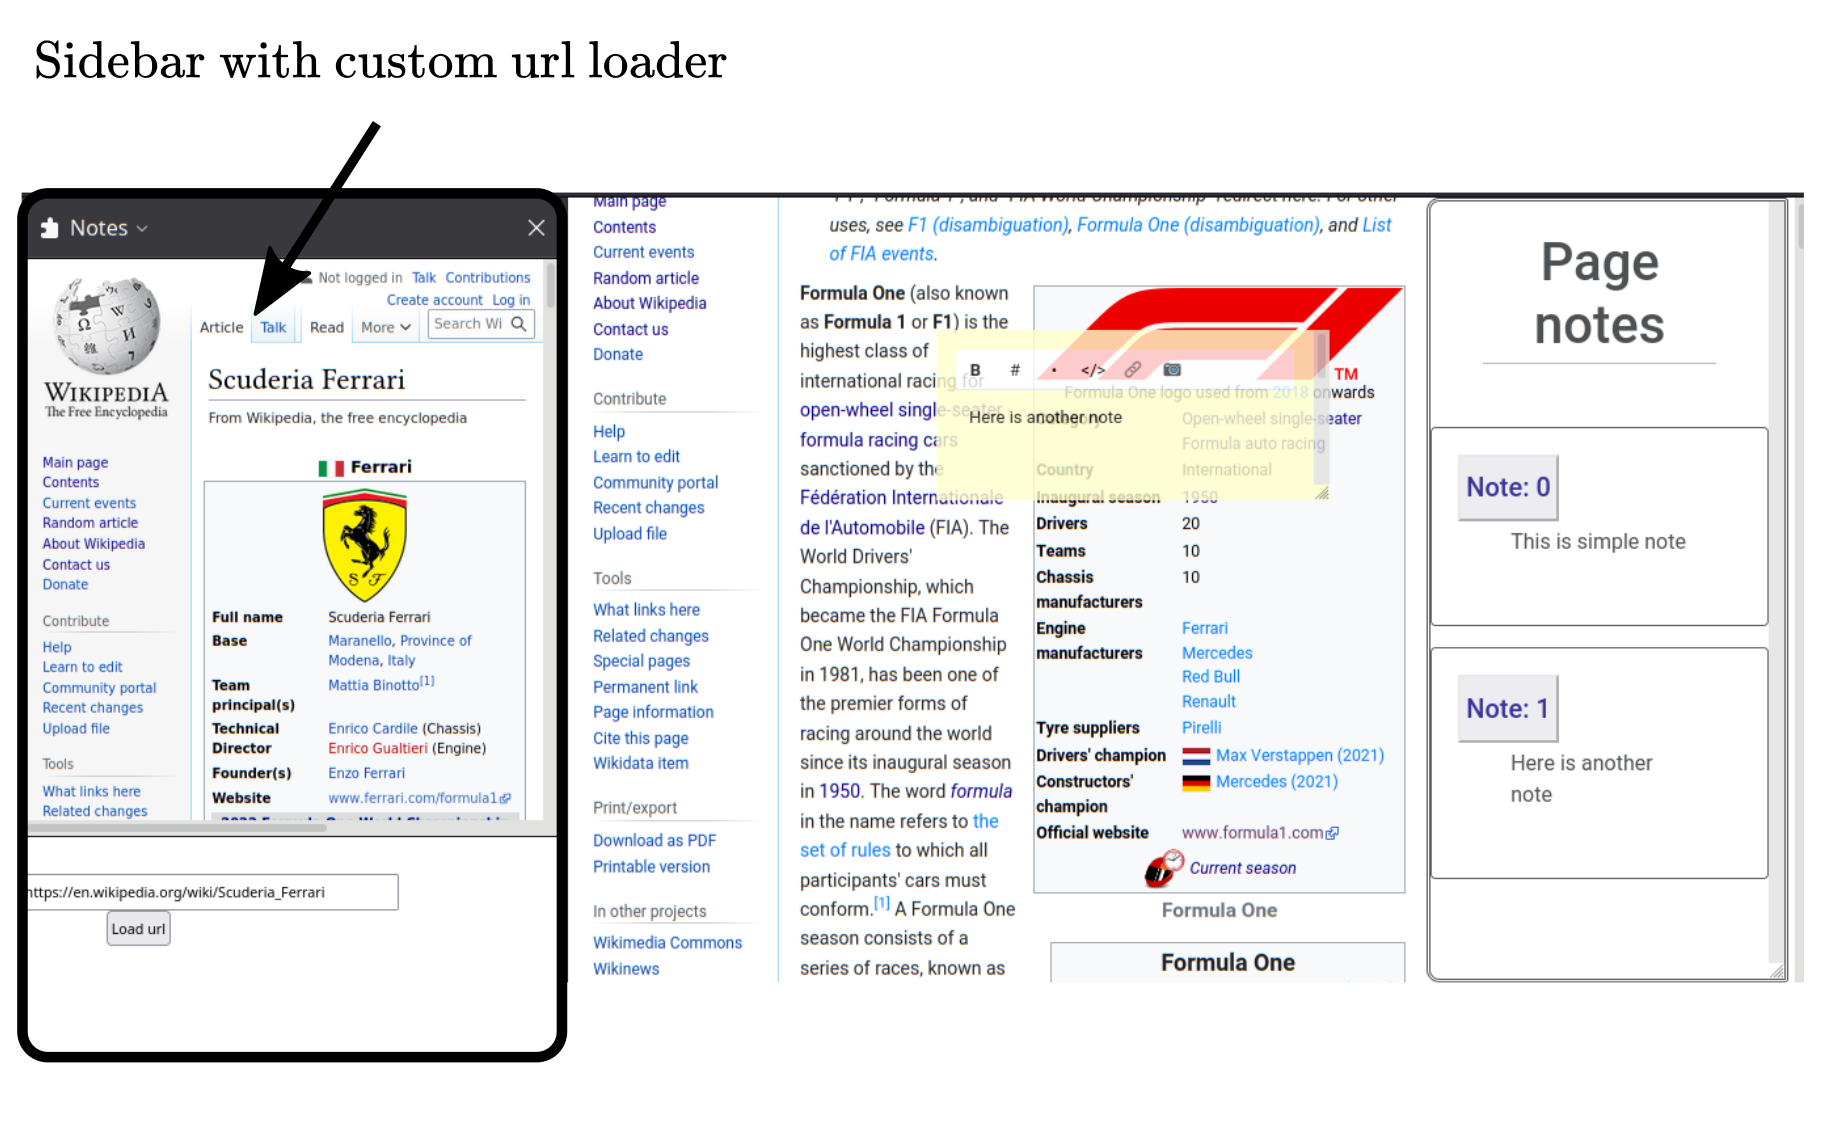 Sidebar with custom url loader
Notes
Not logged in Talk Contributions
Create account Log in
Article Talk Read More Search Wi
WIKIPEDIA
The Free Encyclopedia
Scuderia Ferrari
From Wikipedia, the free encyclopedia
Main page
Contents
Current events
Random article
About Wikipedia
Contact us
Donate
Contribute
Help
Learn to edit
Community portal
Recent changes
Upload file
Tools
What links here
Related changes
Ferrari
S F
Full name Scuderia Ferrari
Base Maranello, Province of
Modena, Italy
Team Mattia Binotto[1]
principal(s)
Technical Enrico Cardile (Chassis)
Director Enrico Gualtieri (Engine)
Founder(s) Enzo Ferrari
Website www.ferrari.com/formula1
https://en.wikipedia.org/wiki/Scuderia_Ferrari
Load url
Main page
Contents
Current events
Random article
About Wikipedia
Contact us
Donate
Contribute
Help
Learn to edit
Community portal
Recent changes
Upload file
Tools
What links here
Related changes
Special pages
Permanent link
Page information
Cite this page
Wikidata item
Print/export
Download as PDF
Printable version
In other projects
Wikimedia Commons
Wikinews
uses, see F1 (disambiguation), Formula One (disambiguation), and List
of FIA events.
Formula One (also known
as Formula 1 or F1) is the
highest class of
international racing for
open-wheel single-seater
formula racing cars
sanctioned by the
Fédération Internationale
de l'Automobile (FIA). The
World Drivers'
Championship, which
became the FIA Formula
One World Championship
in 1981, has been one of
the premier forms of
racing around the world
since its inaugural season
in 1950. The word formula
in the name refers to the
set of rules to which all
participants' cars must
conform.[1] A Formula One
season consists of a
series of races, known as
B # • </>
Here is another note
TM
Formula One logo used from 2018 onwards
Category Open-wheel single-seater
Formula auto racing
Country International
Inaugural season 1950
Drivers 20
Teams 10
Chassis 10
manufacturers
Engine Ferrari
manufacturers Mercedes
Red Bull
Renault
Tyre suppliers Pirelli
Drivers' champion Max Verstappen (2021)
Constructors' Mercedes (2021)
champion
Official website www.formula1.com
Current season
Formula One
Formula One
Page
notes
Note: 0
This is simple note
Note: 1
Here is another
note